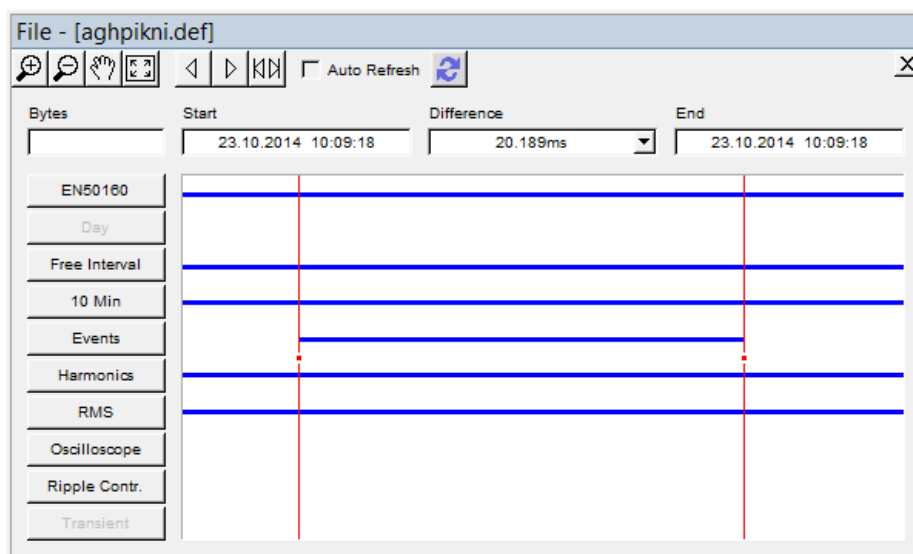 File - [aghpikni.def]
Auto Refresh
Bytes Start Difference End
23.10.2014 10:09:18 20.189ms 23.10.2014 10:09:18
EN50160
Day
Free Interval
10 Min
Events
Harmonics
RMS
Oscilloscope
Ripple Contr.
Transient